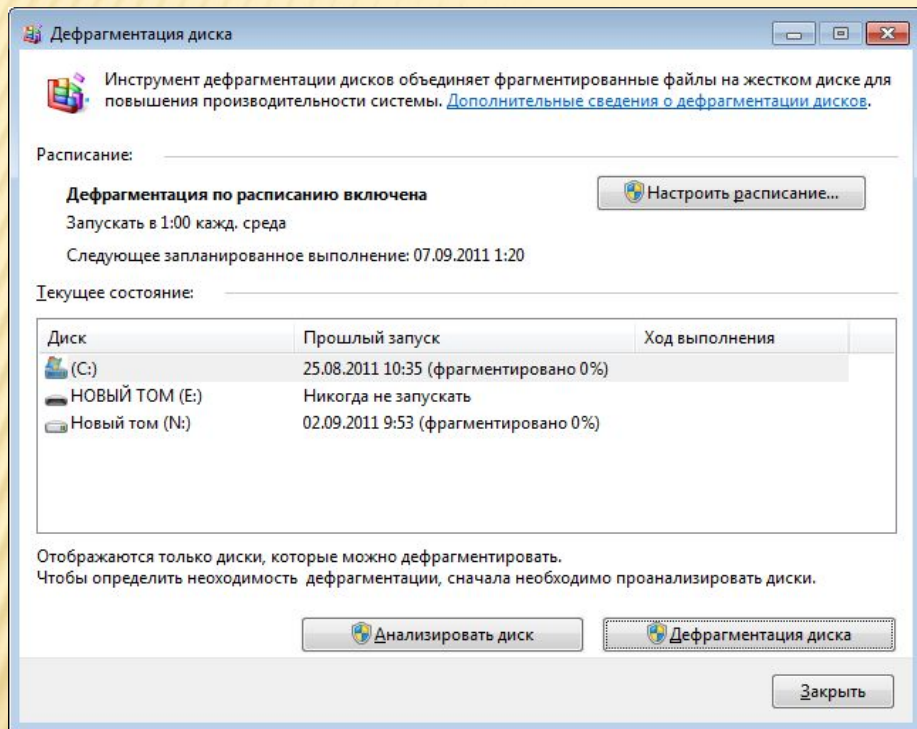 Дефрагментация диска
Инструмент дефрагментации дисков объединяет фрагментированные файлы на жестком диске для
повышения производительности системы. Дополнительные сведения о дефрагментации дисков.
Расписание:
Дефрагментация по расписанию включена
Настроить расписание...
Запускать в 1:00 кажд. среда
Следующее запланированное выполнение: 07.09.2011 1:20
Текущее состояние:
Диск Прошлый запуск Ход выполнения
(C:) 25.08.2011 10:35 (фрагментировано 0%)
НОВЫЙ ТОМ (E:) Никогда не запускать
Новый том (N:) 02.09.2011 9:53 (фрагментировано 0%)
Отображаются только диски, которые можно дефрагментировать.
Чтобы определить неоходимость дефрагментации, сначала необходимо проанализировать диски.
Анализировать диск Дефрагментация диска
Закрыть